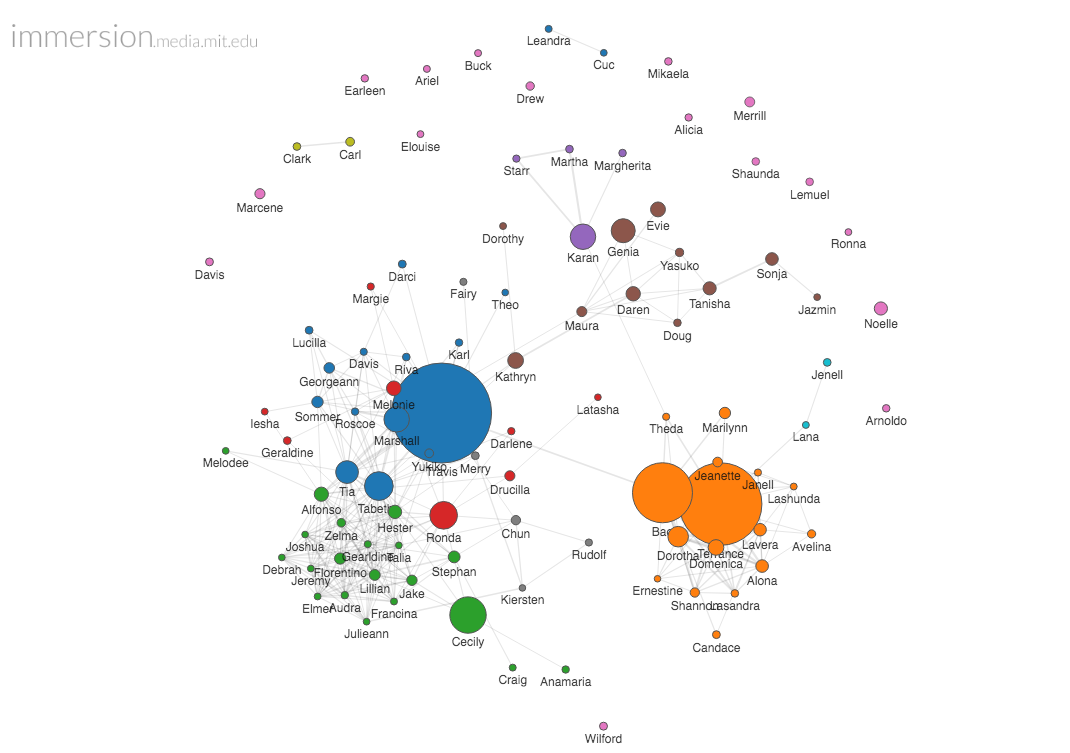 immersion.media.mit.edu
Leandra
Cuc
Buck
Mikaela
Ariel
Earleen
Drew
Merrill
Alicia
Elouise
Clark
Carl
Starr
Martha
Margherita
Shaunda
Lemuel
Marcene
Evie
Dorothy
Karan
Genia
Ronna
Yasuko
Davis
Darci
Sonja
Margie
Fairy
Theo
Tanisha
Daren
Jazmin
Maura
Doug
Noelle
Lucilla
Karl
Davis
Riva
Georgeann
Kathryn
Jenell
Melonie
Latasha
Arnoldo
Sommer
Roscoe
Iesha
Theda
Marilynn
Lana
Marshall
Darlene
Geraldine
Melodee
Yukiko
Travis
Merry
Jeanette
Janell
Tia
Drucilla
Lashunda
Alfonso
Tabeth
Hester
Zelma
Ronda
Chun
Bao
Dorotha
Terrance
Domenica
Lavera
Avelina
Joshua
Gearldine
Talia
Rudolf
Debrah
Jeremy
Florentino
Lillian
Jake
Stephan
Alona
Ernestine
Elmer
Audra
Francina
Kiersten
Shannon
Lasandra
Julieann
Cecily
Candace
Craig
Anamaria
Wilford